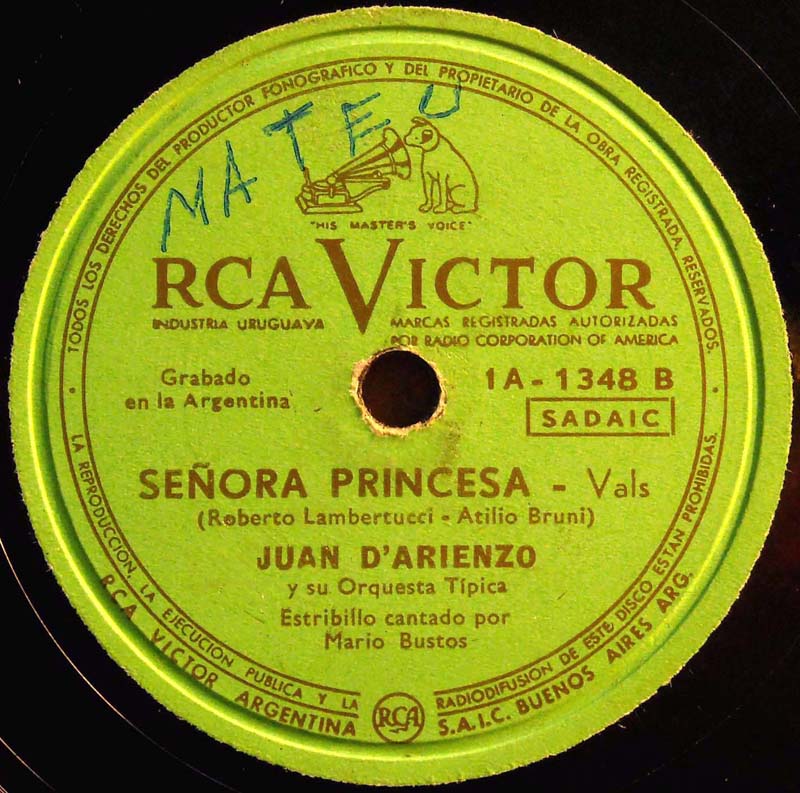 TODOS LOS DERECHOS DEL PRODUCTOR FONOGRAFICO Y DEL PROPIETARIO DE LA OBRA REGISTRADA, RESERVADOS.
MATEU
"HIS MASTER'S VOICE"
RCA VICTOR
INDUSTRIA URUGUAYA
MARCAS REGISTRADAS AUTORIZADAS
POR RADIO CORPORATION OF AMERICA
Grabado
en la Argentina
1A-1348 B
SADAIC
SEÑORA PRINCESA - Vals
(Roberto Lambertucci - Atilio Bruni)
JUAN D'ARIENZO
y su Orquesta Típica
Estribillo cantado por
Mario Bustos
LA REPRODUCCION, LA EJECUCION PUBLICA Y LA RADIODIFUSION DE ESTE DISCO ESTAN PROHIBIDAS.
RCA VICTOR ARGENTINA S.A.I.C. BUENOS AIRES ARG.
RCA